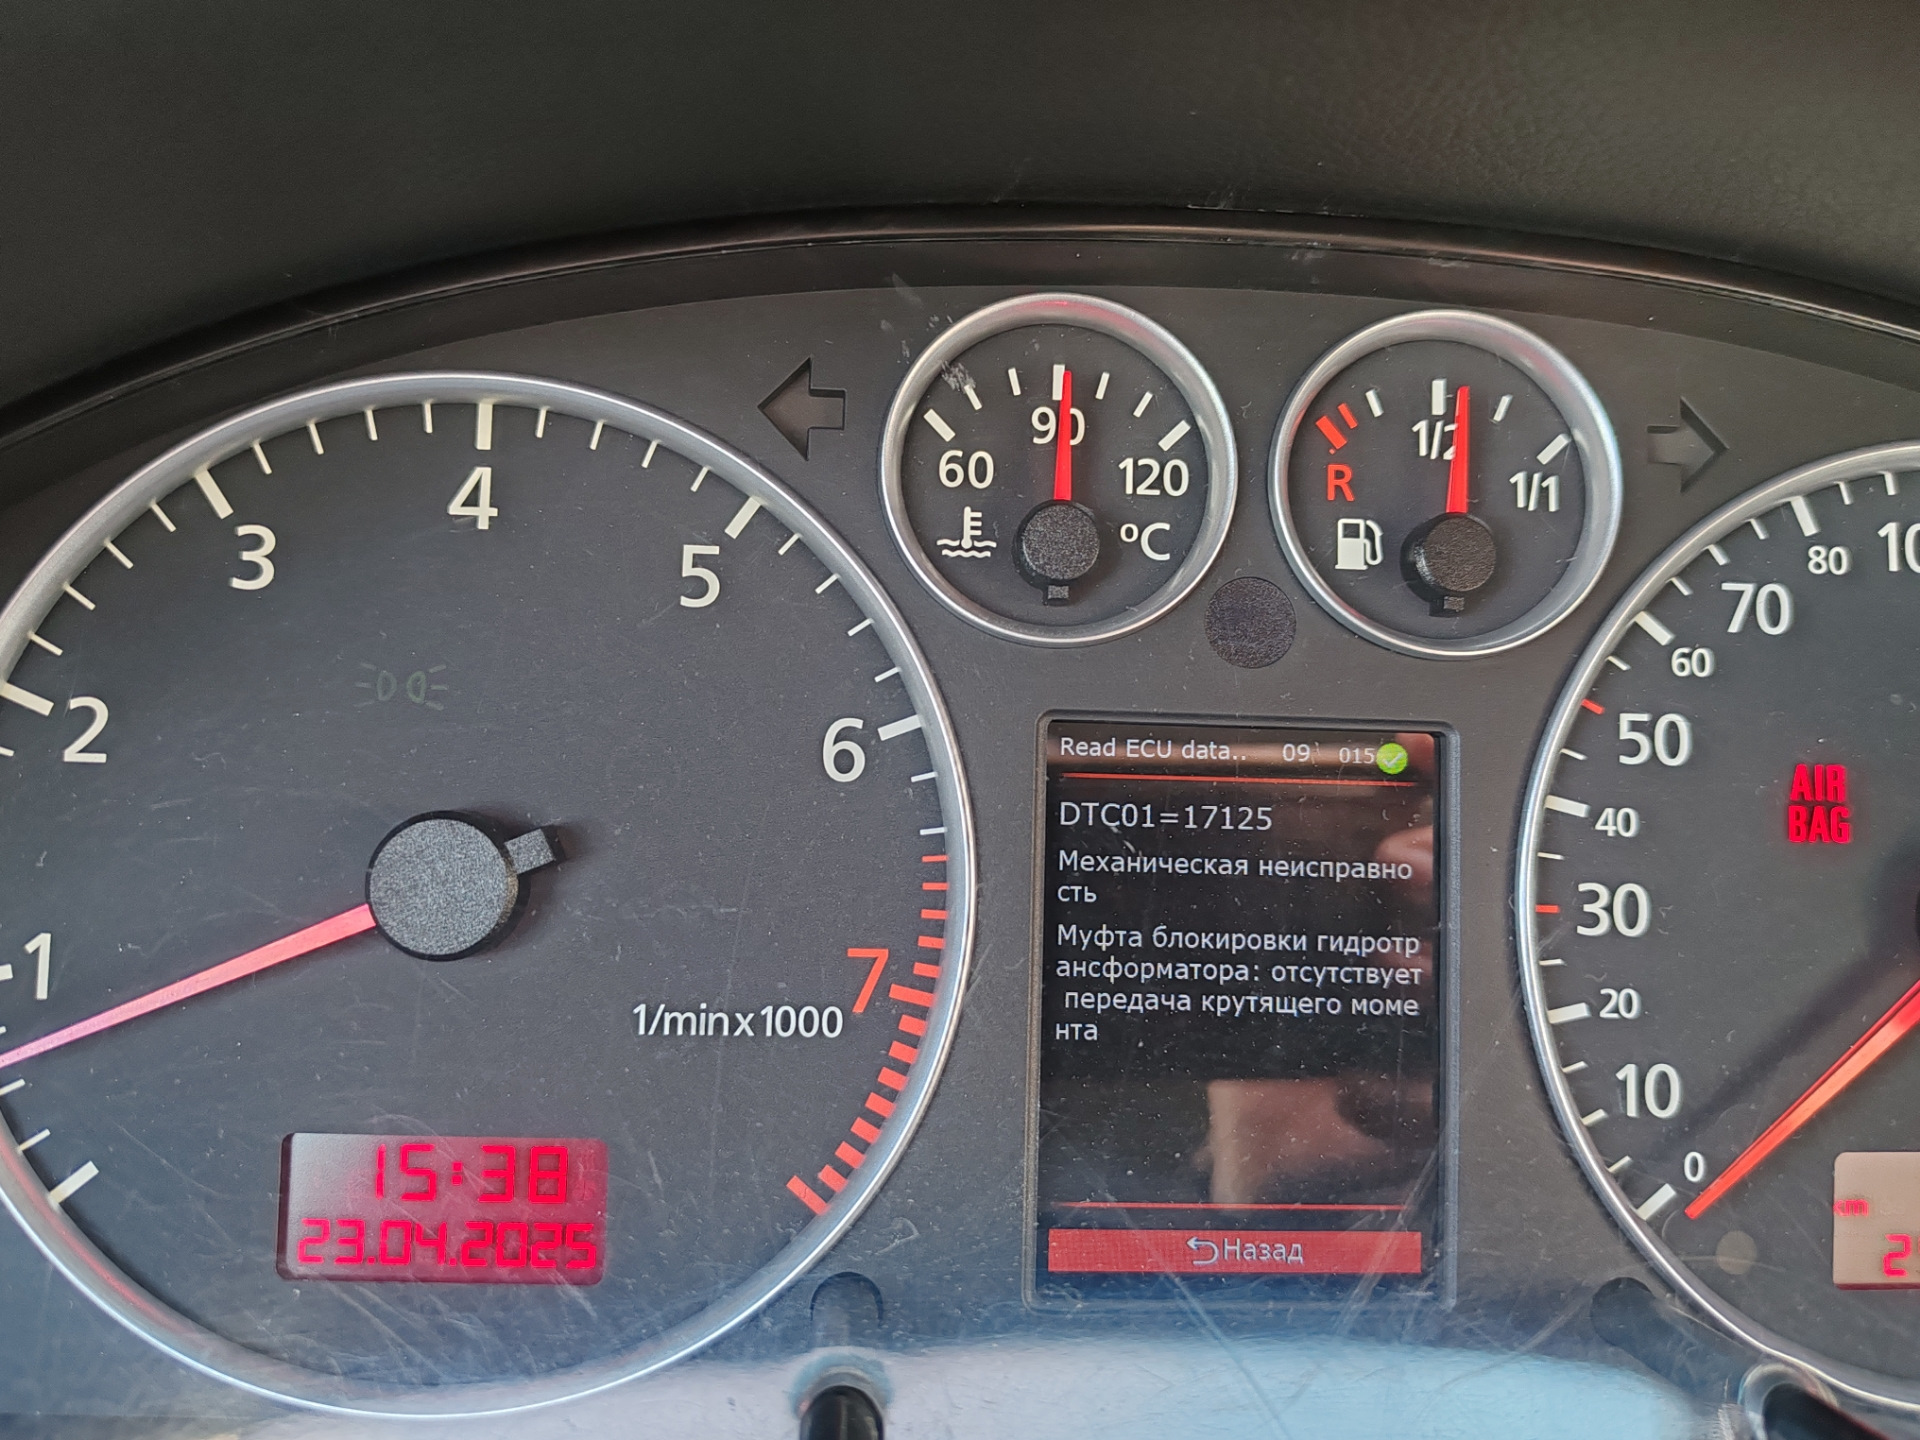 1
2
3
4
5
6
7
1/min x 1000
15:38
23.04.2025
60
90
120
°C
R
1/2
1/1
Read ECU data.. 09 015
DTC01=17125
Механическая неисправно
сть
Муфта блокировки гидротр
ансформатора: отсутствует
передача крутящего моме
нта
Назад
80
70
60
50
40
30
20
10
0
AIR
BAG
km